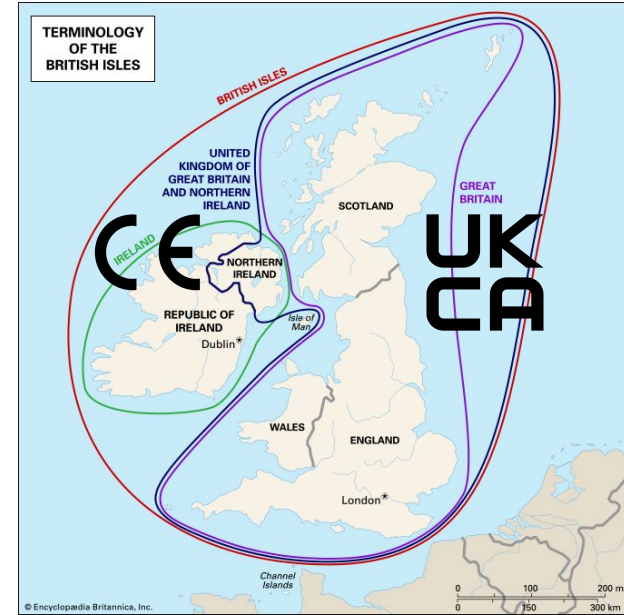 TERMINOLOGY
OF THE
BRITISH ISLES
BRITISH ISLES
UNITED
KINGDOM OF
GREAT BRITAIN
AND NORTHERN
IRELAND
GREAT
BRITAIN
SCOTLAND
IRELAND
CE
UK
CA
NORTHERN
IRELAND
REPUBLIC OF
IRELAND
Dublin
Isle of
Man
WALES
ENGLAND
London
Channel
Islands
0 100 200 m
0 150 300 km
© Encyclopædia Britannica, Inc.